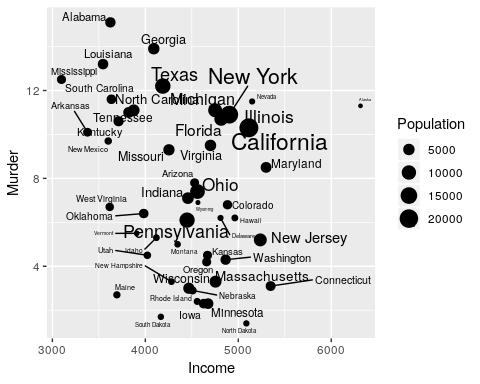 Alabama
Georgia
Louisiana
Mississippi
Texas
New York
South Carolina
North Carolina
Michigan
Nevada
Alaska
Arkansas
Tennessee
Illinois
Kentucky
Florida
California
New Mexico
Missouri
Virginia
Maryland
Arizona
Indiana
Ohio
West Virginia
Wyoming
Colorado
Oklahoma
Hawaii
Vermont
Pennsylvania
Delaware
New Jersey
Utah
Idaho
Montana
Kansas
Washington
New Hampshire
Oregon
Wisconsin
Massachusetts
Connecticut
Maine
Rhode Island
Nebraska
Iowa
Minnesota
South Dakota
North Dakota
12
8
4
Murder
3000 4000 5000 6000
Income
Population
5000
10000
15000
20000